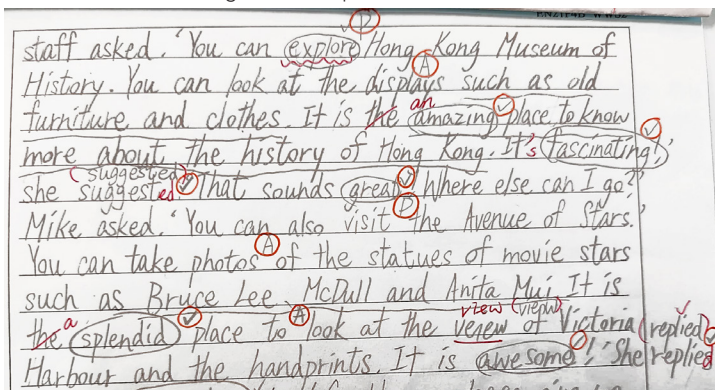 staff asked. 'You can explore Hong Kong Museum of
History. You can look at the displays such as old
furniture and clothes. It is the an amazing place to know
more about the history of Hong Kong. It's fascinating!'
(suggested)
she suggested 'That sounds great! Where else can I go?'
Mike asked. 'You can also visit the Avenue of Stars.'
You can take photos of the statues of movie stars
such as Bruce Lee, McDull and Anita Mui. It is
view (view)
the a splendid place to look at the veiew of Victoria (replied)
Harbour and the handprints. It is awesome!' She replied